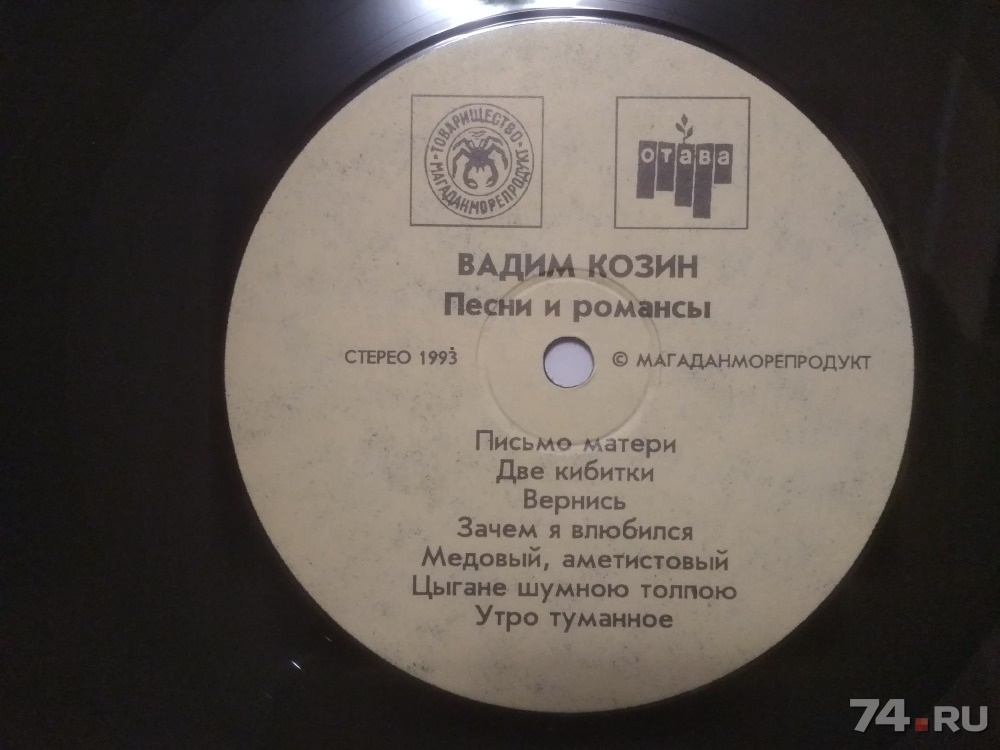 ТОВАРИЩЕСТВО
МАГАДАНМОРЕПРОДУКТ
отава
ВАДИМ КОЗИН
Песни и романсы
СТЕРЕО 1993
© МАГАДАНМОРЕПРОДУКТ
Письмо матери
Две кибитки
Вернись
Зачем я влюбился
Медовый, аметистовый
Цыгане шумною толпою
Утро туманное
74.RU